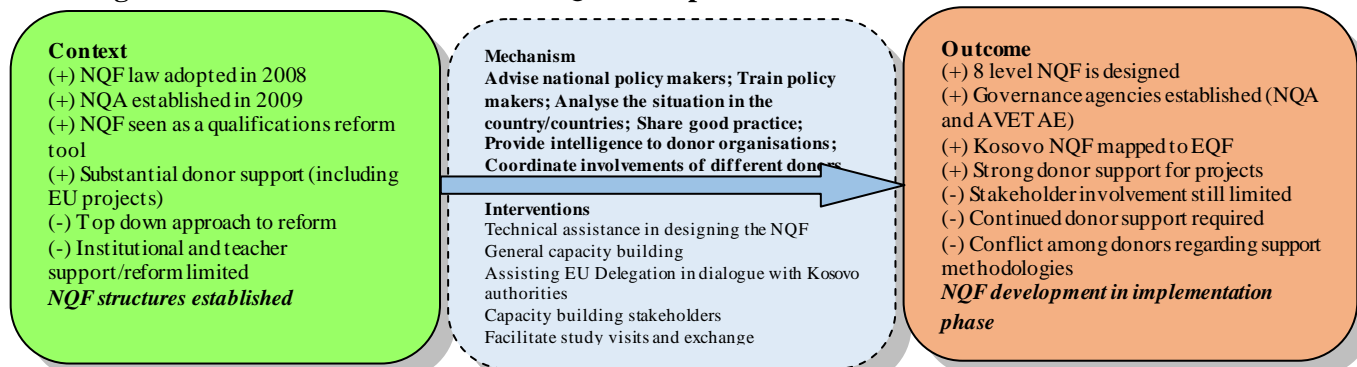 Context
(+) NQF law adopted in 2008
(+) NQA established in 2009
(+) NQF seen as a qualifications reform
tool
(+) Substantial donor support (including
EU projects)
(-) Top down approach to reform
(-) Institutional and teacher
support/reform limited
NQF structures established
Mechanism
Advise national policy makers; Train policy
makers; Analyse the situation in the
country/countries; Share good practice;
Provide intelligence to donor organisations;
Coordinate involvements of different donors
Interventions
Technical assistance in designing the NQF
General capacity building
Assisting EU Delegation in dialogue with Kosovo
authorities
Capacity building stakeholders
Facilitate study visits and exchange
Outcome
(+) 8 level NQF is designed
(+) Governance agencies established (NQA
and AVETAE)
(+) Kosovo NQF mapped to EQF
(+) Strong donor support for projects
(-) Stakeholder involvement still limited
(-) Continued donor support required
(-) Conflict among donors regarding support
methodologies
NQF development in implementation
phase